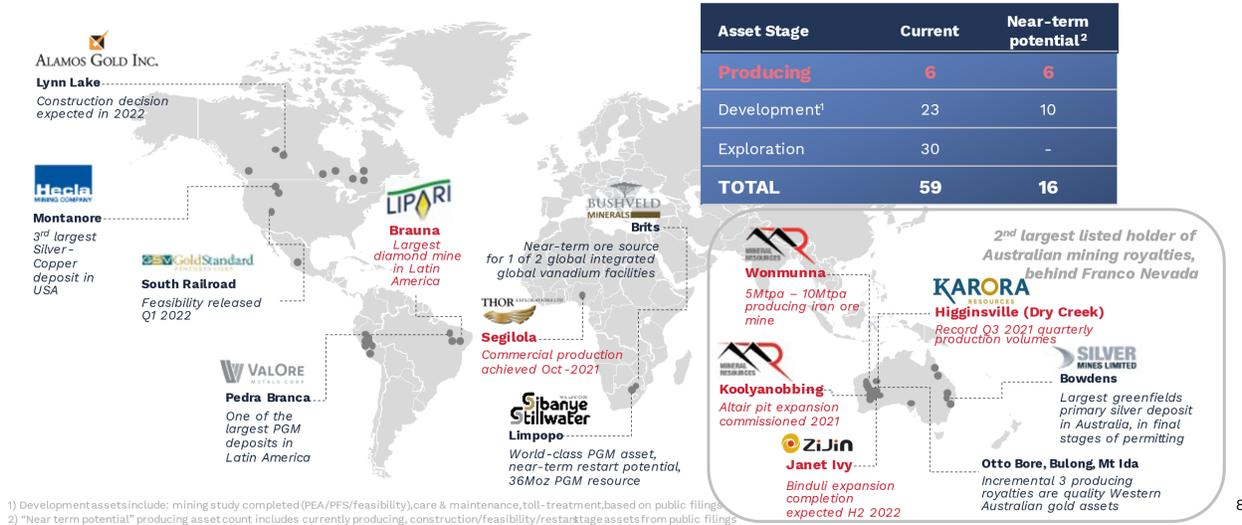 Asset Stage Current Near-term potential²
Producing 6 6
Development¹ 23 10
Exploration 30 -
TOTAL 59 16
ALAMOS GOLD INC.
Lynn Lake
Construction decision
expected in 2022
Hecla
MINING COMPANY
Montanore
3rd largest
Silver-
Copper
deposit in
USA
GSV GoldStandard
VENTURES CORP
South Railroad
Feasibility released
Q1 2022
LIPARI
Brauna
Largest
diamond mine
in Latin
America
VALORE
METALS CORP
Pedra Branca
One of the
largest PGM
deposits in
Latin America
BUSHVELD
MINERALS
Brits
Near-term ore source
for 1 of 2 global integrated
global vanadium facilities
THOR EXPLORATIONS LTD
Segilola
Commercial production
achieved Oct-2021
Sibanye
Stillwater
Limpopo
World-class PGM asset,
near-term restart potential,
36Moz PGM resource
2nd largest listed holder of
Australian mining royalties,
behind Franco Nevada
MINERAL
RESOURCES
Wonmunna
5Mtpa – 10Mtpa
producing iron ore
mine
KARORA
RESOURCES
Higginsville (Dry Creek)
Record Q3 2021 quarterly
production volumes
MINERAL
RESOURCES
Koolyanobbing
Altair pit expansion
commissioned 2021
SILVER
MINES LIMITED
Bowdens
Largest greenfields
primary silver deposit
in Australia, in final
stages of permitting
ZIJIN
Janet Ivy
Binduli expansion
completion
expected H2 2022
Otto Bore, Bulong, Mt Ida
Incremental 3 producing
royalties are quality Western
Australian gold assets
1) Development assets include: mining study completed (PEA/PFS/feasibility), care & maintenance, toll-treatment, based on public filings
2) "Near term potential" producing asset count includes currently producing, construction/feasibility/restart stage assets from public filings
8